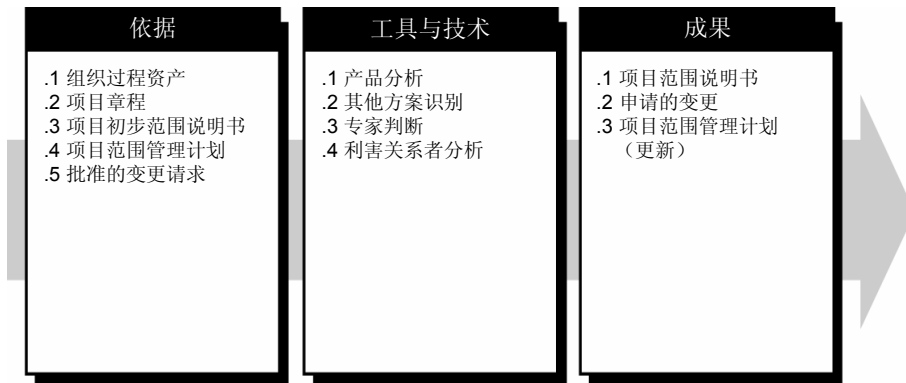 依据
.1 组织过程资产
.2 项目章程
.3 项目初步范围说明书
.4 项目范围管理计划
.5 批准的变更请求
工具与技术
.1 产品分析
.2 其他方案识别
.3 专家判断
.4 利害关系者分析
成果
.1 项目范围说明书
.2 申请的变更
.3 项目范围管理计划
（更新）